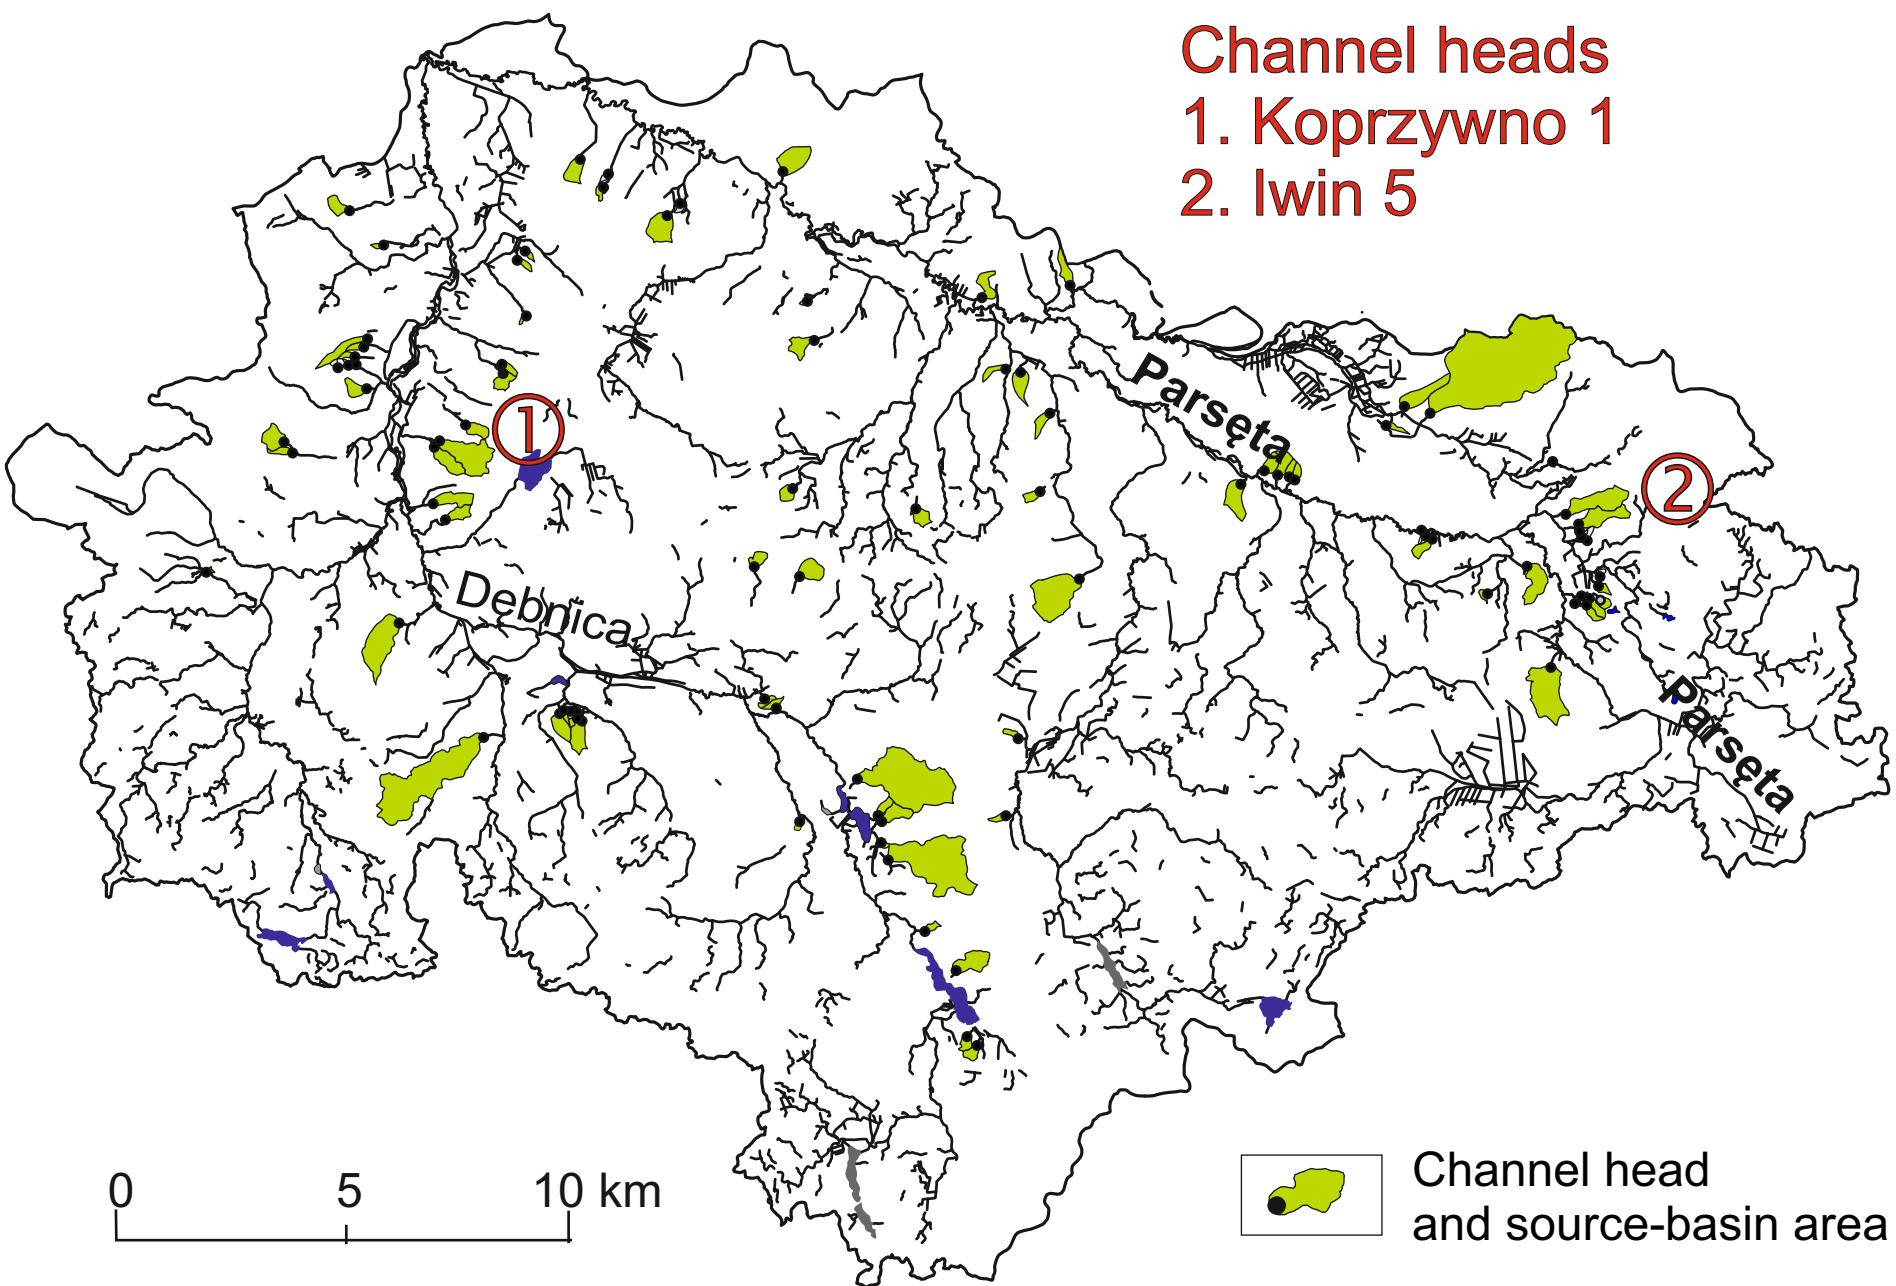 Channel heads
1. Koprzywno 1
2. Iwin 5
Parsęta
1
2
Dębnica
Parsęta
0 5 10 km
Channel head
and source-basin area